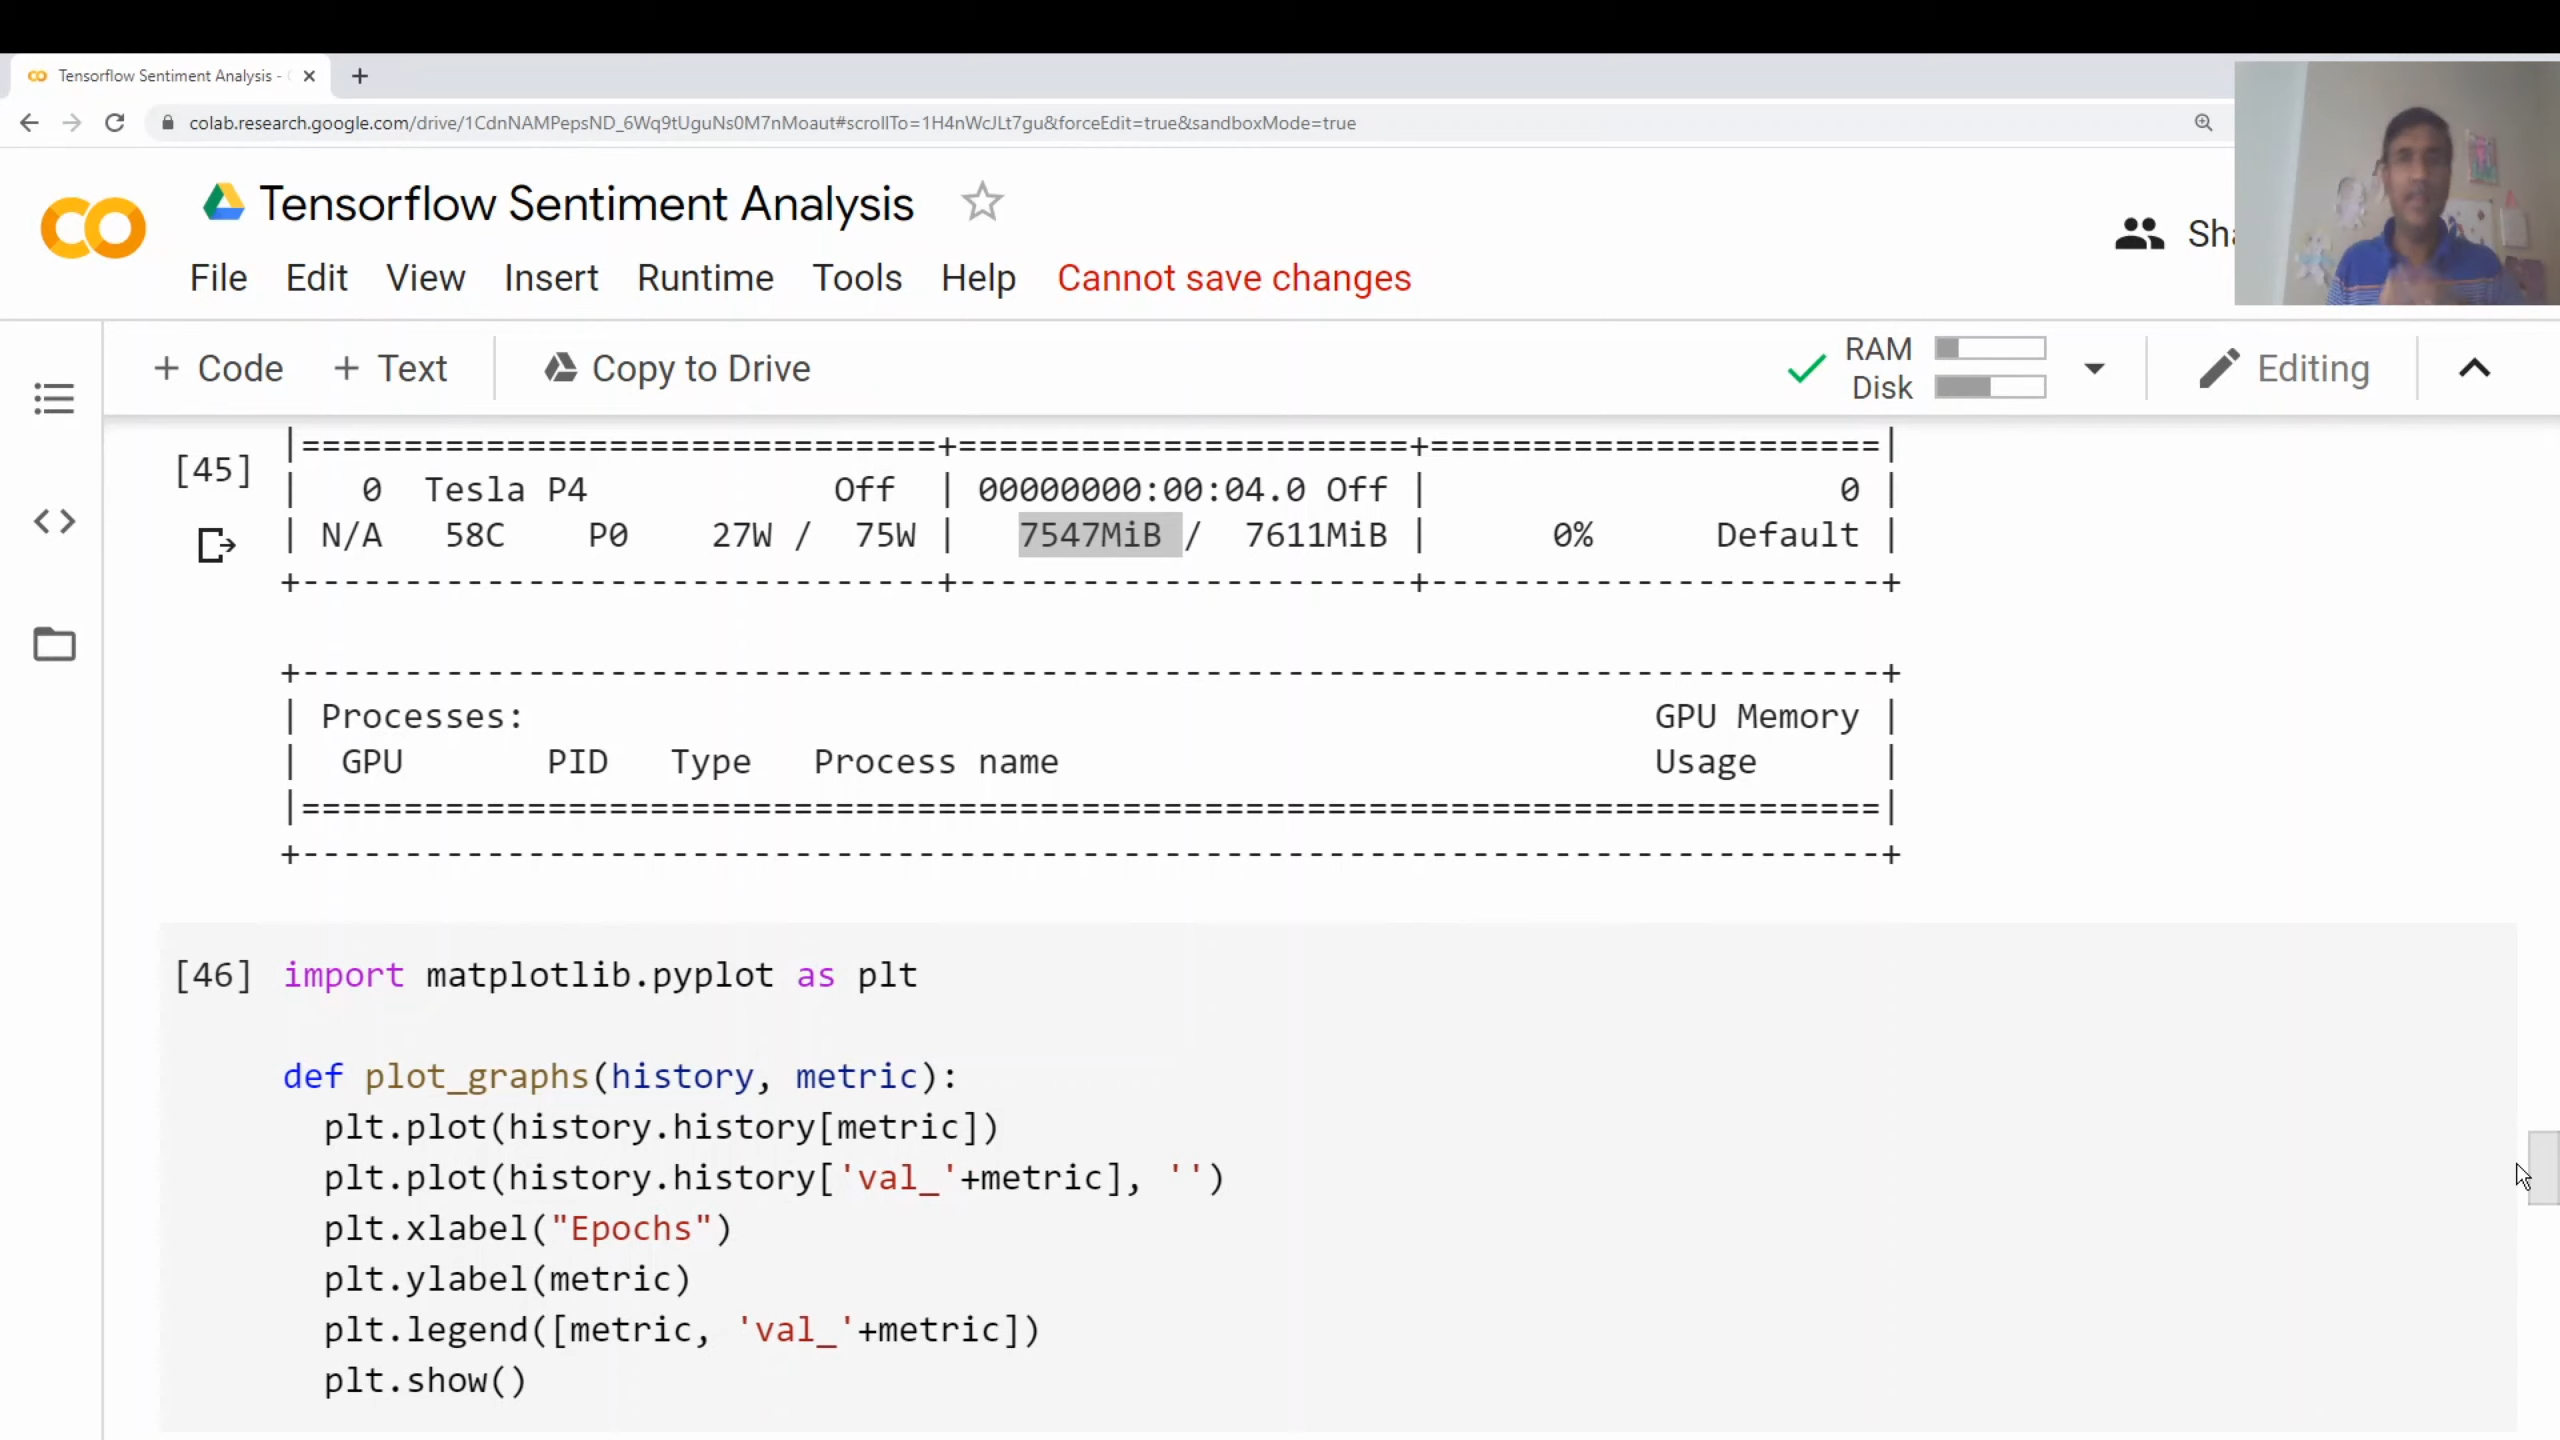 Tensorflow Sentiment Analysis -
colab.research.google.com/drive/1CdnNAMPepsND_6Wq9tUguNs0M7nMoaut#scrollTo=1H4nWcJLt7gu&forceEdit=true&sandboxMode=true
Tensorflow Sentiment Analysis
File Edit View Insert Runtime Tools Help Cannot save changes
Sha
+ Code + Text Copy to Drive
RAM
Disk
Editing
[45]
|===============================+======================+======================|
| 0 Tesla P4 Off | 00000000:00:04.0 Off | 0 |
| N/A 58C P0 27W / 75W | 7547MiB / 7611MiB | 0% Default |
+-------------------------------+----------------------+----------------------+
+-----------------------------------------------------------------------------+
| Processes: GPU Memory |
| GPU PID Type Process name Usage |
|=============================================================================|
+-----------------------------------------------------------------------------+
[46] import matplotlib.pyplot as plt
def plot_graphs(history, metric):
plt.plot(history.history[metric])
plt.plot(history.history['val_'+metric], '')
plt.xlabel("Epochs")
plt.ylabel(metric)
plt.legend([metric, 'val_'+metric])
plt.show()